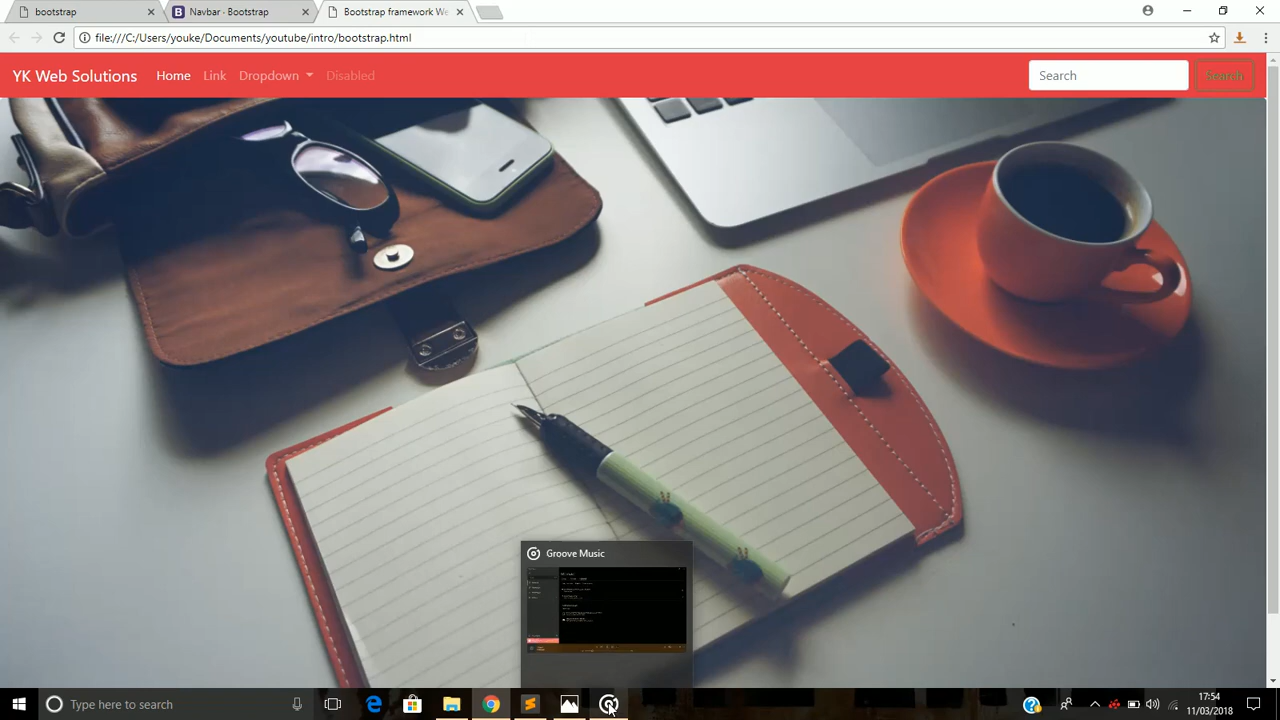 bootstrap
Navbar · Bootstrap
Bootstrap framework We
file:///C:/Users/youke/Documents/youtube/intro/bootstrap.html
YK Web Solutions
Home
Link
Dropdown
Disabled
Search
Search
Groove Music
Type here to search
17:54
11/03/2018